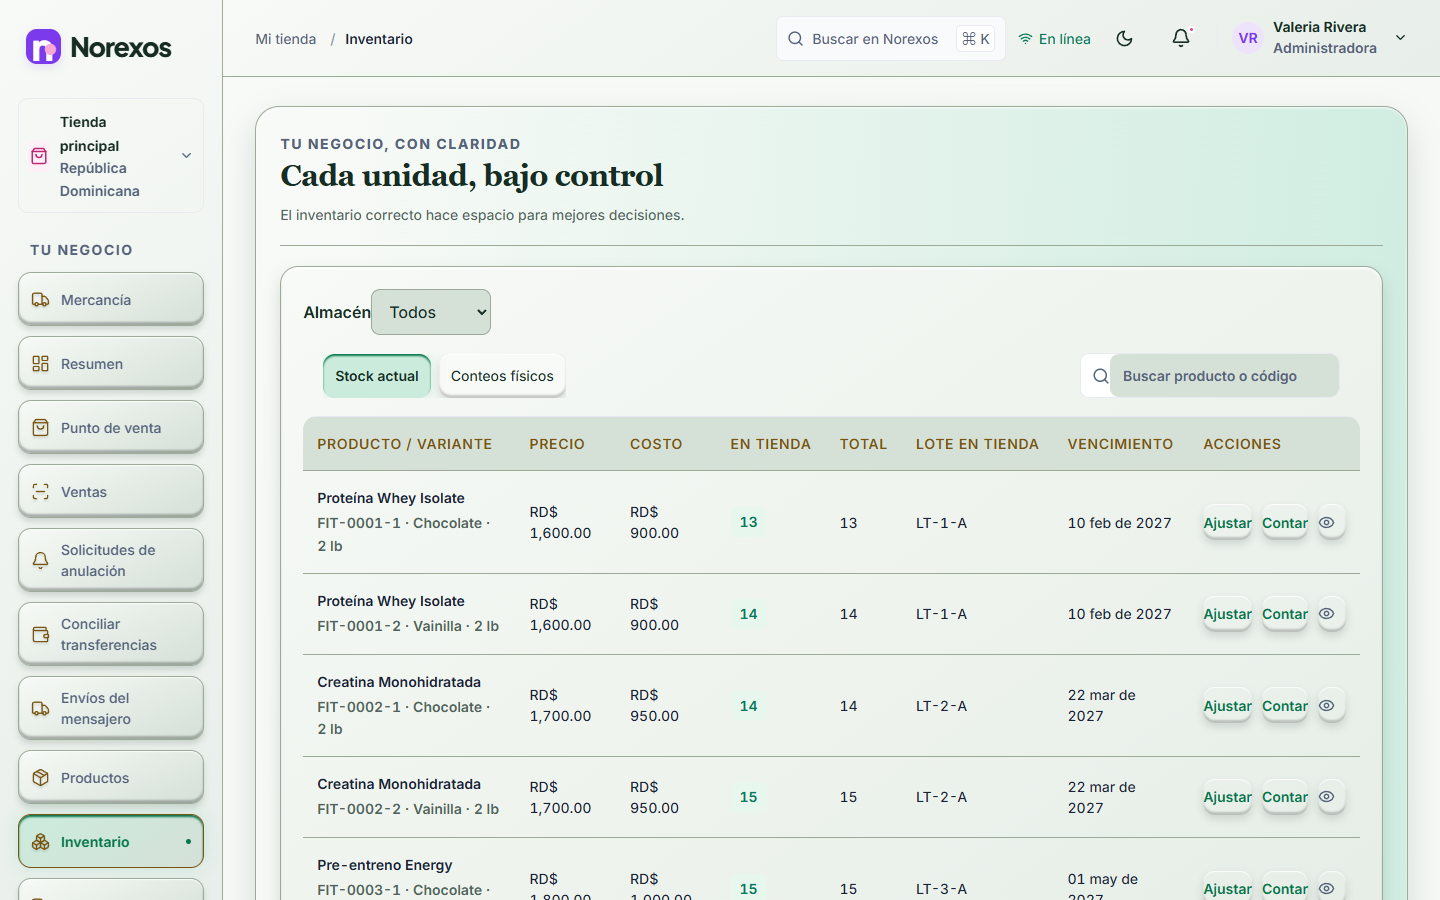 Norexos
Mi tienda / Inventario
Buscar en Norexos ⌘ K
En línea
VR
Valeria Rivera
Administradora
Tienda
principal
República
Dominicana
TU NEGOCIO
Mercancía
Resumen
Punto de venta
Ventas
Solicitudes de
anulación
Conciliar
transferencias
Envíos del
mensajero
Productos
Inventario
TU NEGOCIO, CON CLARIDAD
Cada unidad, bajo control
El inventario correcto hace espacio para mejores decisiones.
Almacén Todos
Stock actual Conteos físicos Buscar producto o código
PRODUCTO / VARIANTE PRECIO COSTO EN TIENDA TOTAL LOTE EN TIENDA VENCIMIENTO ACCIONES
Proteína Whey Isolate
FIT-0001-1 · Chocolate ·
2 lb
RD$
1,600.00
RD$
900.00
13 13 LT-1-A 10 feb de 2027 Ajustar Contar
Proteína Whey Isolate
FIT-0001-2 · Vainilla · 2 lb
RD$
1,600.00
RD$
900.00
14 14 LT-1-A 10 feb de 2027 Ajustar Contar
Creatina Monohidratada
FIT-0002-1 · Chocolate ·
2 lb
RD$
1,700.00
RD$
950.00
14 14 LT-2-A
22 mar de
2027
Ajustar Contar
Creatina Monohidratada
FIT-0002-2 · Vainilla · 2 lb
RD$
1,700.00
RD$
950.00
15 15 LT-2-A
22 mar de
2027
Ajustar Contar
Pre-entreno Energy
FIT-0003-1 · Chocolate ·
RD$
1,800.00
RD$
1,000.00
15 15 LT-3-A
01 may de
2027
Ajustar Contar